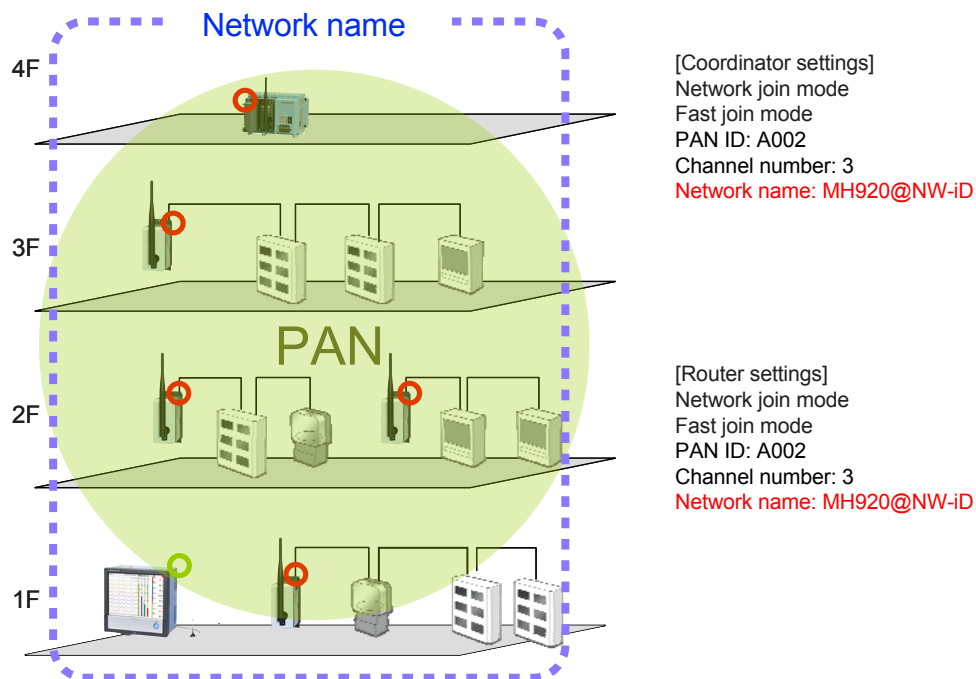 Network name
4F
3F
PAN
2F
1F
[Coordinator settings]
Network join mode
Fast join mode
PAN ID: A002
Channel number: 3
Network name: MH920@NW-iD
[Router settings]
Network join mode
Fast join mode
PAN ID: A002
Channel number: 3
Network name: MH920@NW-iD